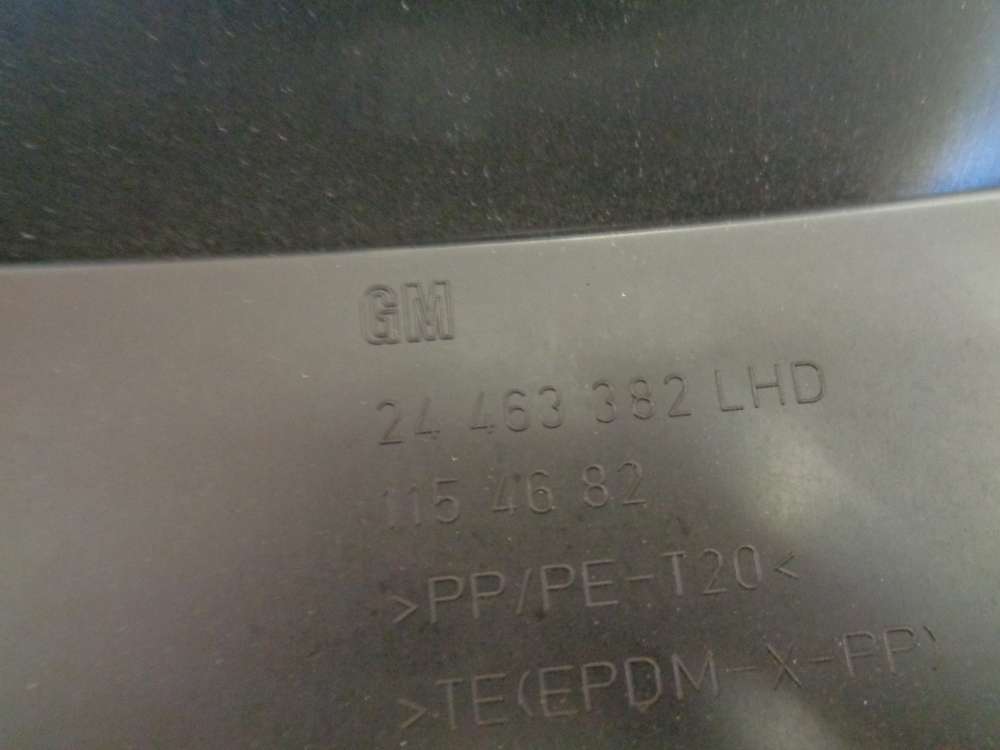 GM
24 463 382 LHD
115 46 82
>PP/PE-T20<
>TE(EPDM-X-PP)